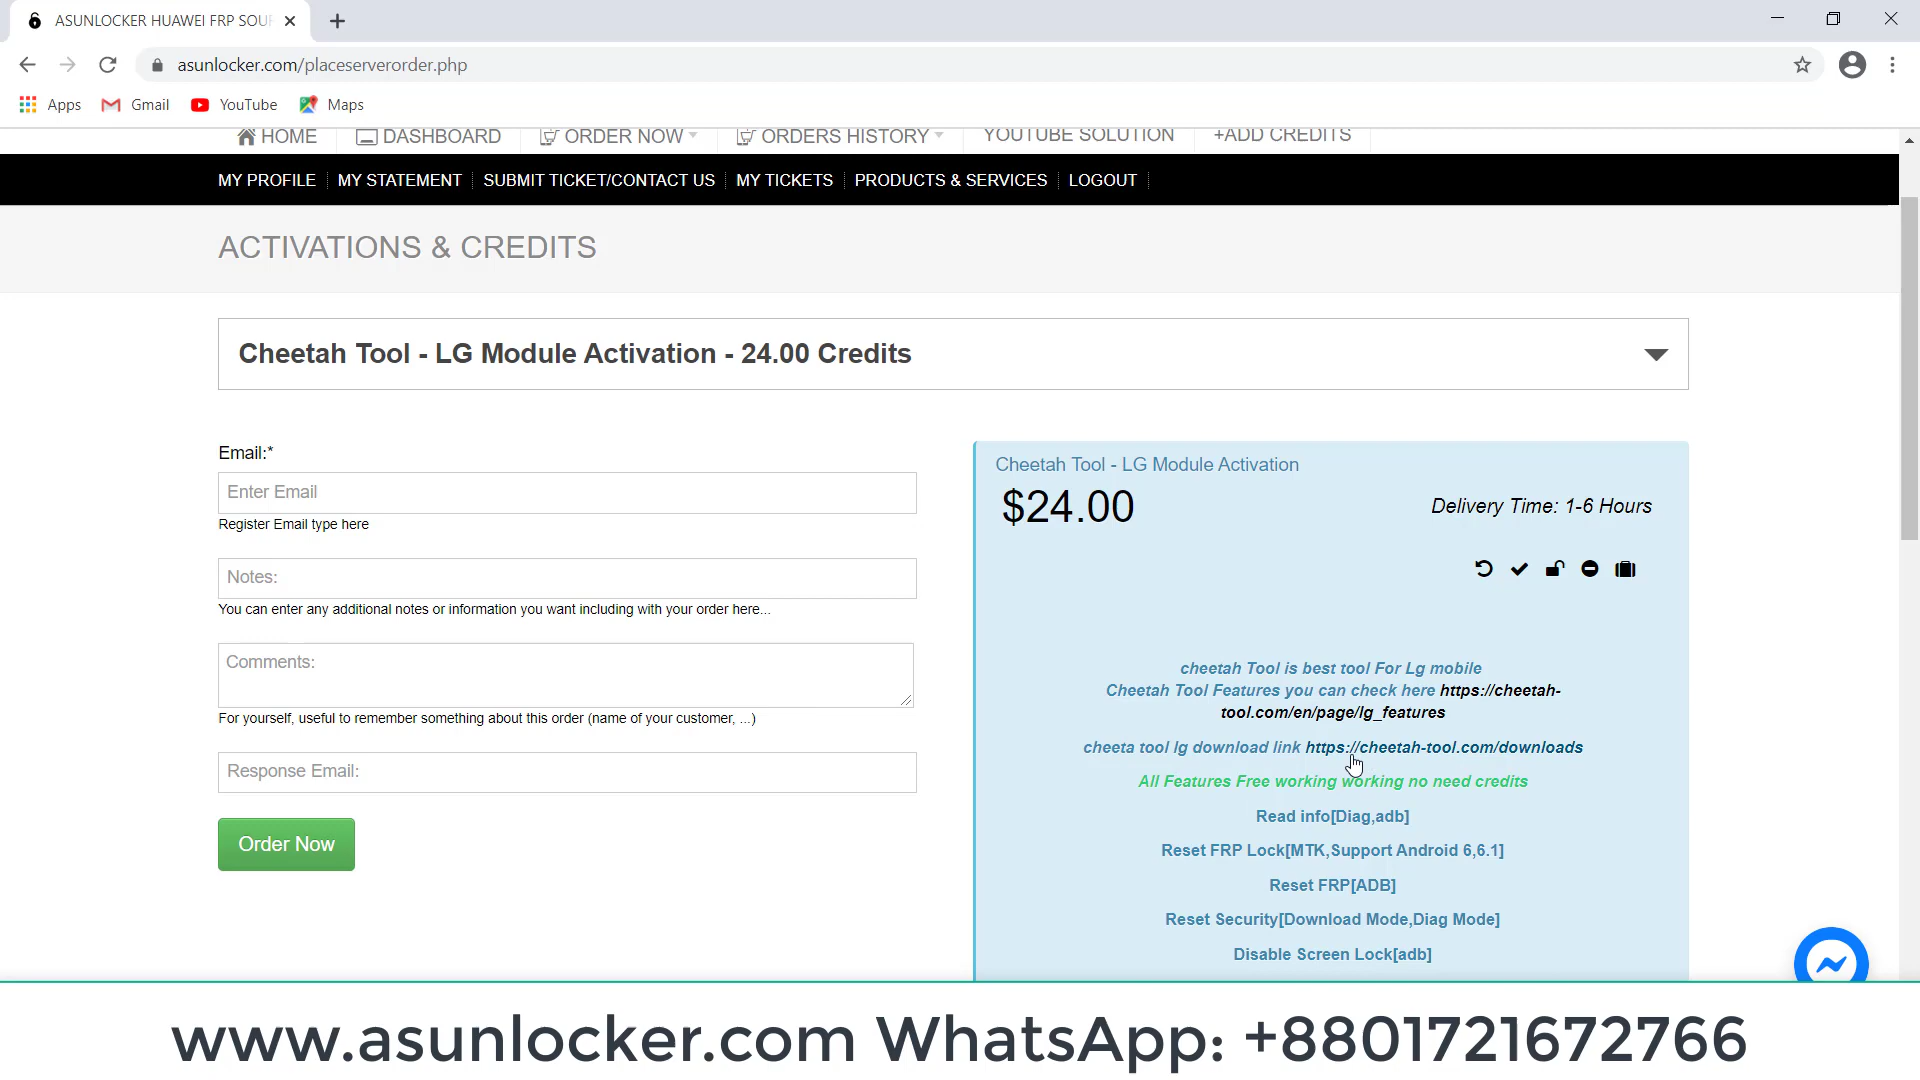 ASUNLOCKER HUAWEI FRP SOUR
asunlocker.com/placeserverorder.php
Apps Gmail YouTube Maps
HOME DASHBOARD ORDER NOW ORDERS HISTORY YOUTUBE SOLUTION +ADD CREDITS
MY PROFILE MY STATEMENT SUBMIT TICKET/CONTACT US MY TICKETS PRODUCTS & SERVICES LOGOUT
ACTIVATIONS & CREDITS
Cheetah Tool - LG Module Activation - 24.00 Credits
Email:*
Enter Email
Register Email type here
Notes:
You can enter any additional notes or information you want including with your order here...
Comments:
For yourself, useful to remember something about this order (name of your customer, ...)
Response Email:
Order Now
Cheetah Tool - LG Module Activation
$24.00
Delivery Time: 1-6 Hours
cheetah Tool is best tool For Lg mobile
Cheetah Tool Features you can check here https://cheetah-
tool.com/en/page/lg_features
cheeta tool lg download link https://cheetah-tool.com/downloads
All Features Free working working no need credits
Read info[Diag,adb]
Reset FRP Lock[MTK,Support Android 6,6.1]
Reset FRP[ADB]
Reset Security[Download Mode,Diag Mode]
Disable Screen Lock[adb]
www.asunlocker.com WhatsApp: +8801721672766